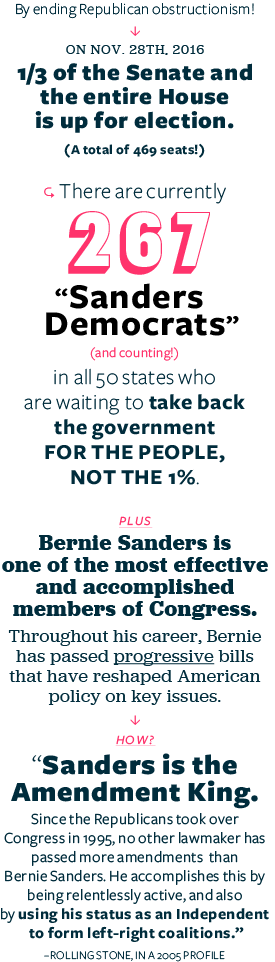 By ending Republican obstructionism!
↓
ON NOV. 28TH, 2016
1/3 of the Senate and
the entire House
is up for election.
(A total of 469 seats!)
↪ There are currently
267
“Sanders
Democrats”
(and counting!)
in all 50 states who
are waiting to take back
the government
FOR THE PEOPLE,
NOT THE 1%.
PLUS
Bernie Sanders is
one of the most effective
and accomplished
members of Congress.
Throughout his career, Bernie
has passed progressive bills
that have reshaped American
policy on key issues.
↓
HOW?
“Sanders is the
Amendment King.
Since the Republicans took over
Congress in 1995, no other lawmaker has
passed more amendments than
Bernie Sanders. He accomplishes this by
being relentlessly active, and also
by using his status as an Independent
to form left-right coalitions.”
–ROLLING STONE, IN A 2005 PROFILE